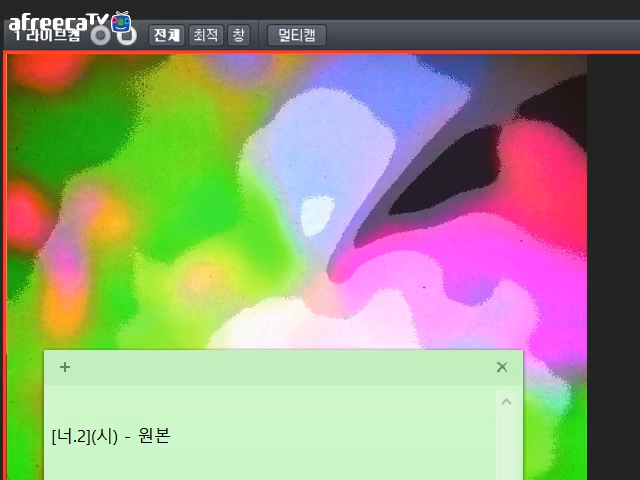 afreecaTV
1 라이브캠 전체 최적 창 멀티캠
[너.2](시) - 원본